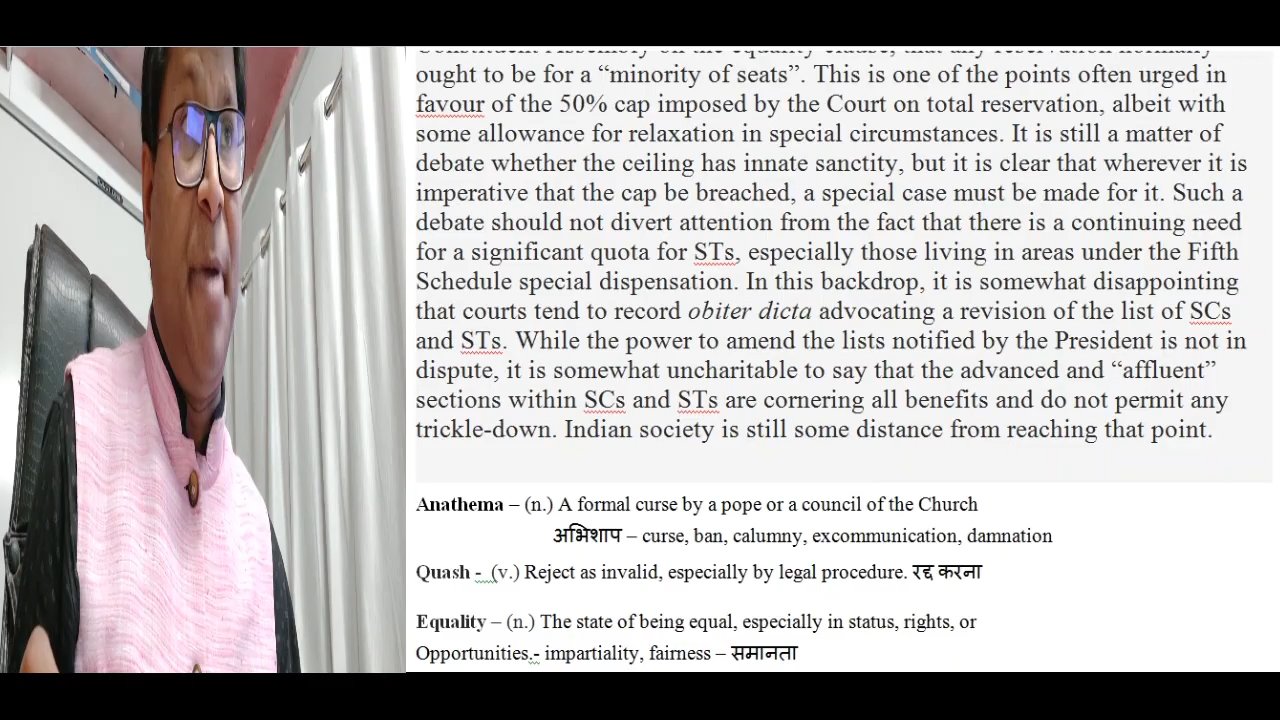 Constituent Assembly on the equality clause, that any reservation normally
ought to be for a “minority of seats”. This is one of the points often urged in
favour of the 50% cap imposed by the Court on total reservation, albeit with
some allowance for relaxation in special circumstances. It is still a matter of
debate whether the ceiling has innate sanctity, but it is clear that wherever it is
imperative that the cap be breached, a special case must be made for it. Such a
debate should not divert attention from the fact that there is a continuing need
for a significant quota for STs, especially those living in areas under the Fifth
Schedule special dispensation. In this backdrop, it is somewhat disappointing
that courts tend to record obiter dicta advocating a revision of the list of SCs
and STs. While the power to amend the lists notified by the President is not in
dispute, it is somewhat uncharitable to say that the advanced and “affluent”
sections within SCs and STs are cornering all benefits and do not permit any
trickle-down. Indian society is still some distance from reaching that point.
Anathema – (n.) A formal curse by a pope or a council of the Church
अभिशाप – curse, ban, calumny, excommunication, damnation
Quash - (v.) Reject as invalid, especially by legal procedure. रद्द करना
Equality – (n.) The state of being equal, especially in status, rights, or
Opportunities.- impartiality, fairness – समानता